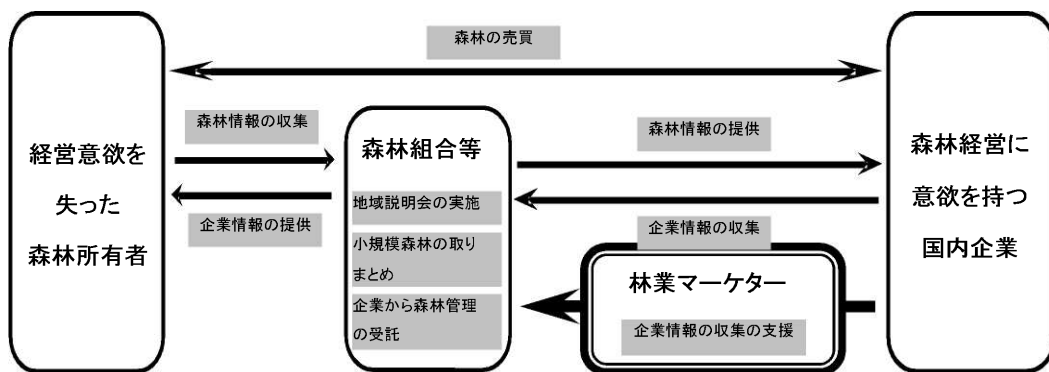 森林の売買
経営意欲を
失った
森林所有者
森林情報の収集
企業情報の提供
森林組合等
地域説明会の実施
小規模森林の取り
まとめ
企業から森林管理
の受託
森林情報の提供
企業情報の収集
林業マーケター
企業情報の収集の支援
森林経営に
意欲を持つ
国内企業